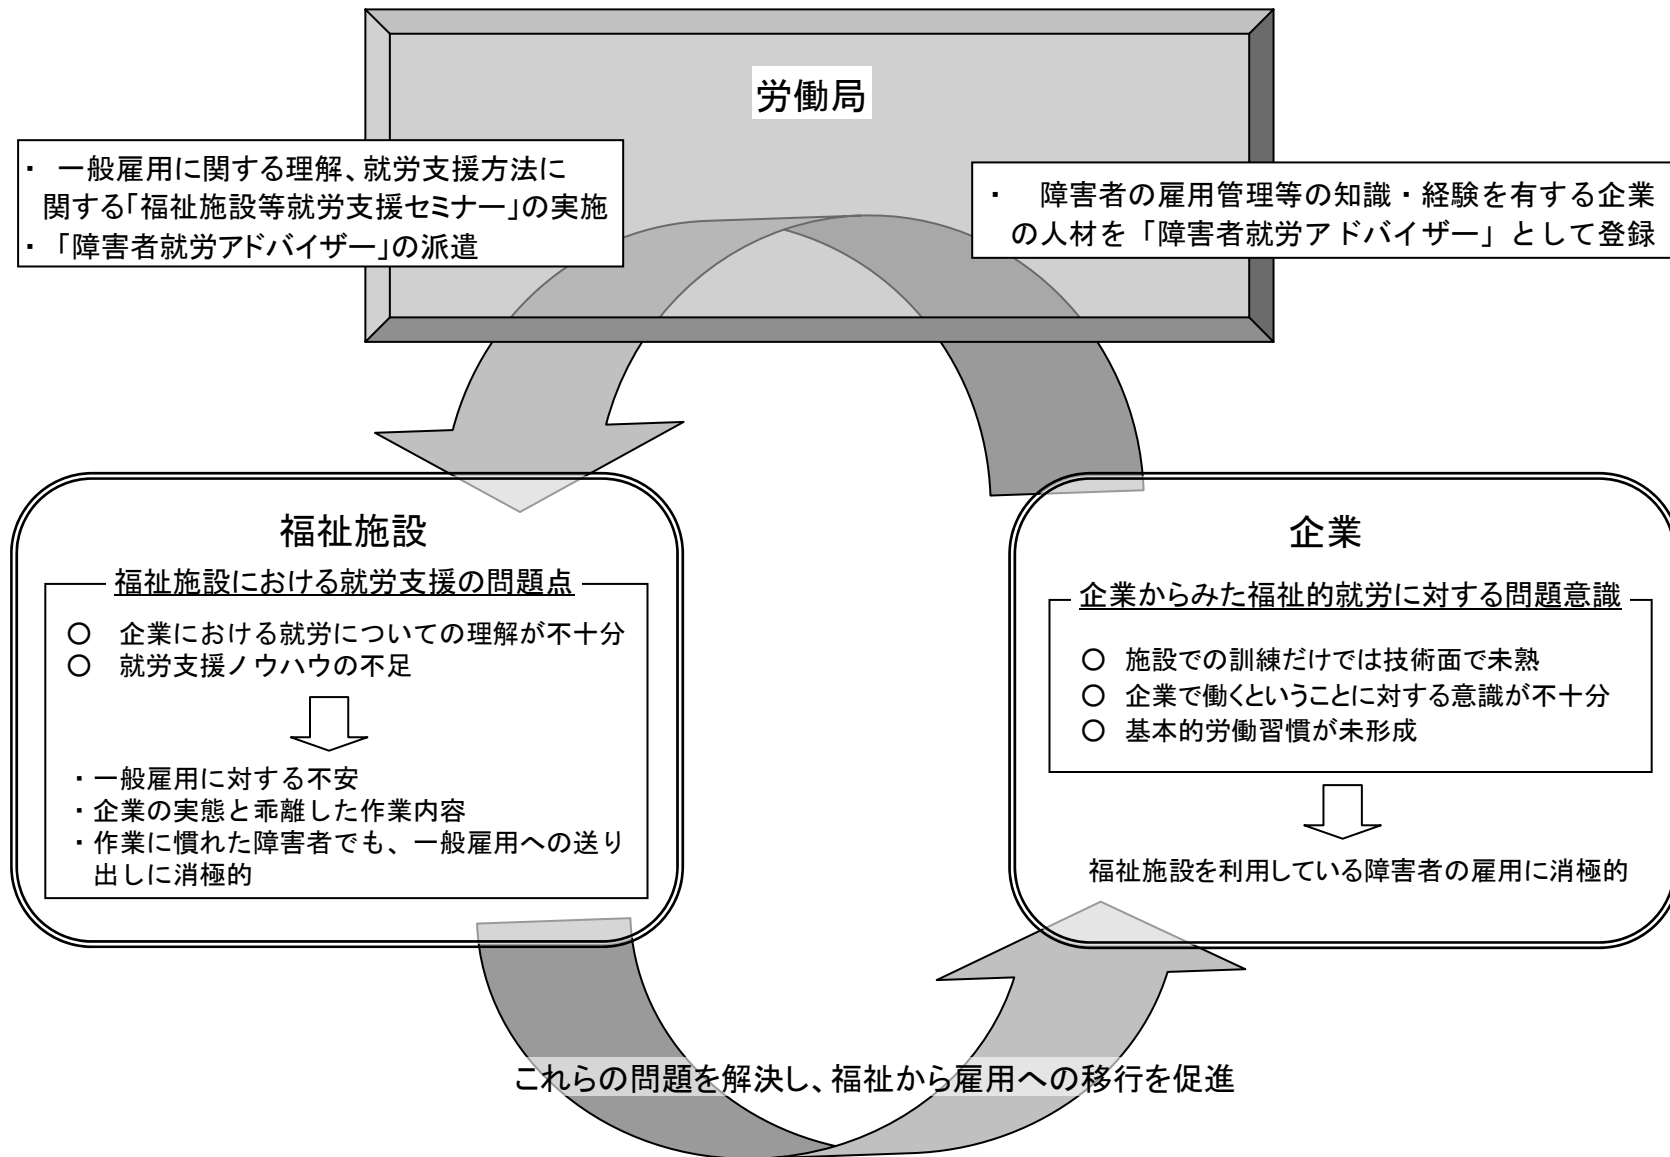 労働局
・ 一般雇用に関する理解、就労支援方法に
関する「福祉施設等就労支援セミナー」の実施
・ 「障害者就労アドバイザー」の派遣
・ 障害者の雇用管理等の知識・経験を有する企業
の人材を「障害者就労アドバイザー」として登録
福祉施設
福祉施設における就労支援の問題点
○ 企業における就労についての理解が不十分
○ 就労支援ノウハウの不足
・一般雇用に対する不安
・企業の実態と乖離した作業内容
・作業に慣れた障害者でも、一般雇用への送り
出しに消極的
企業
企業からみた福祉的就労に対する問題意識
○ 施設での訓練だけでは技術面で未熟
○ 企業で働くということに対する意識が不十分
○ 基本的労働習慣が未形成
福祉施設を利用している障害者の雇用に消極的
これらの問題を解決し、福祉から雇用への移行を促進